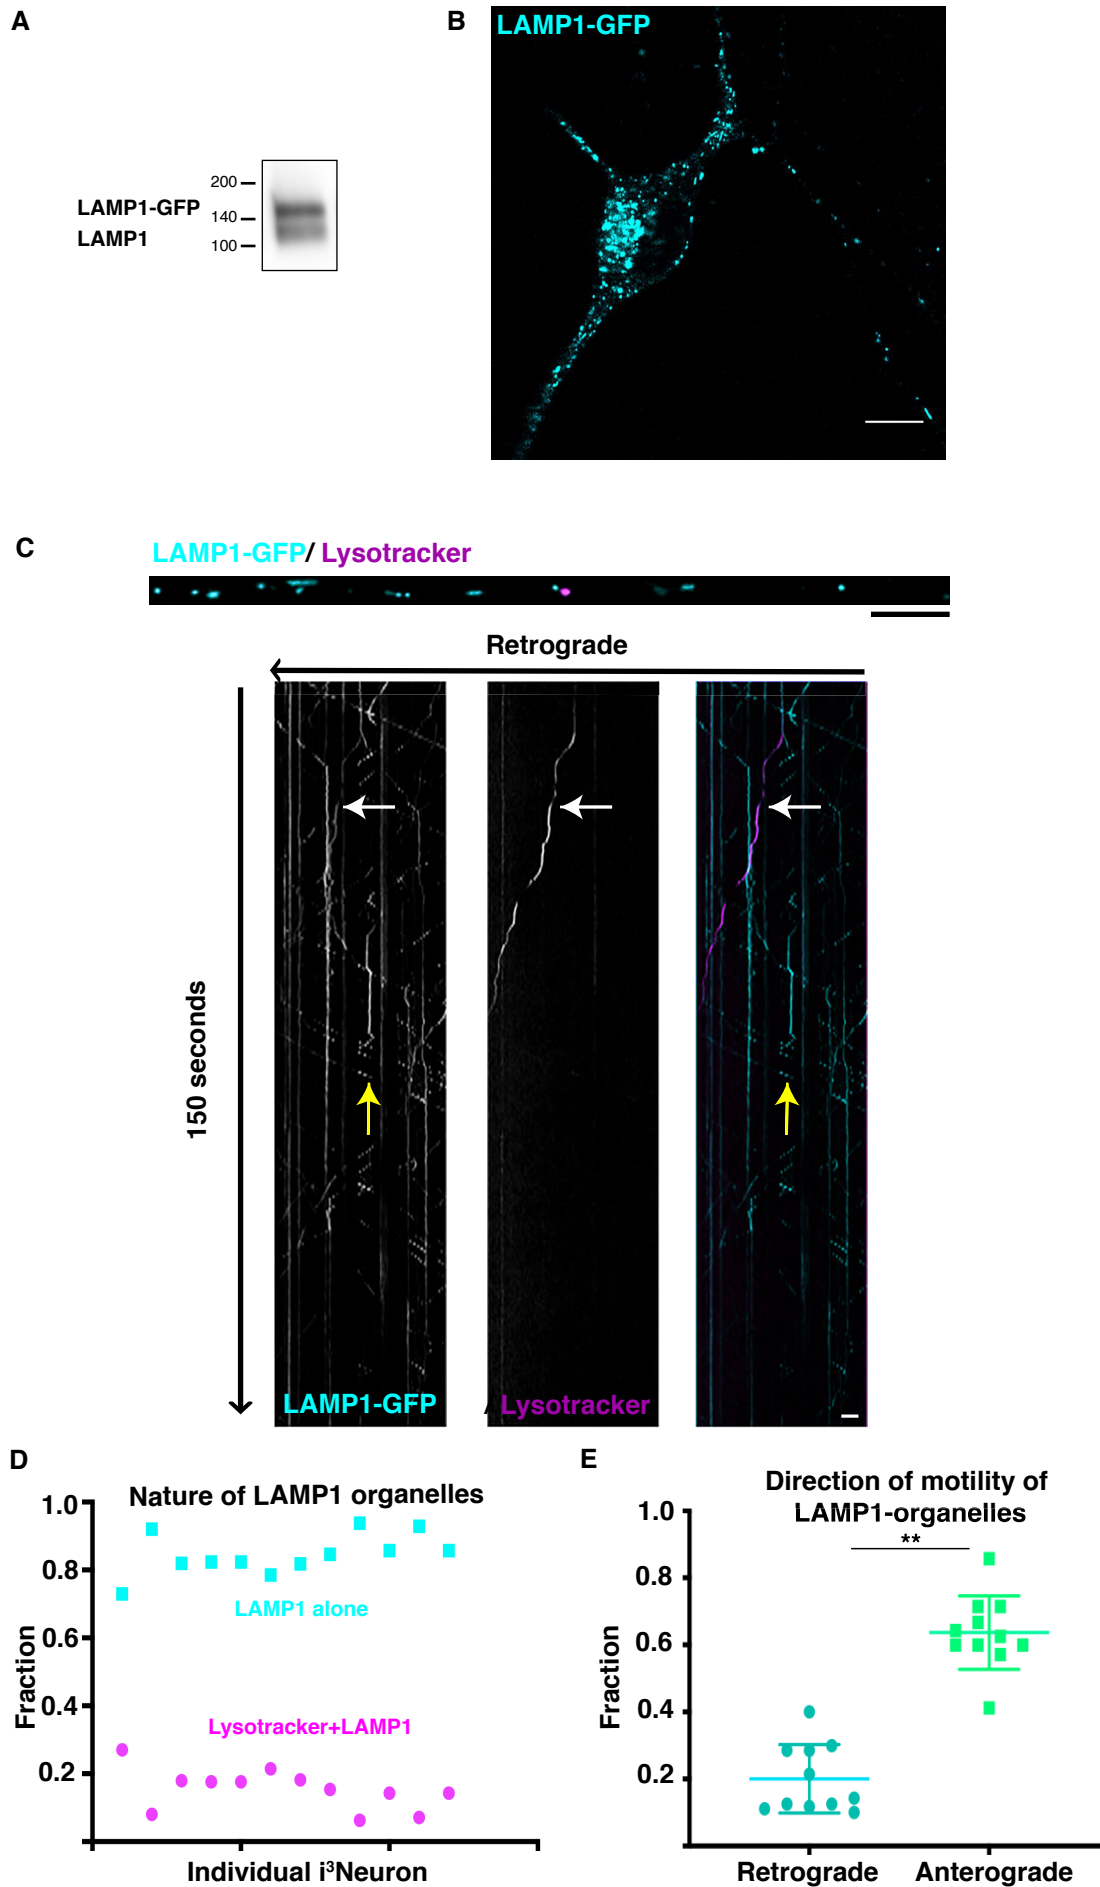 A
B
LAMP1-GFP
200
LAMP1-GFP
140
LAMP1
100
C
LAMP1-GFP/ Lysotracker
Retrograde
150 seconds
LAMP1-GFP
/ Lysotracker
D
Nature of LAMP1 organelles
1.0
0.8
LAMP1 alone
0.6
0.4
Lysotracker+LAMP1
0.2
Fraction
Individual i³Neuron
E
Direction of motility of
LAMP1-organelles
**
1.0
0.8
0.6
0.4
0.2
Fraction
Retrograde
Anterograde